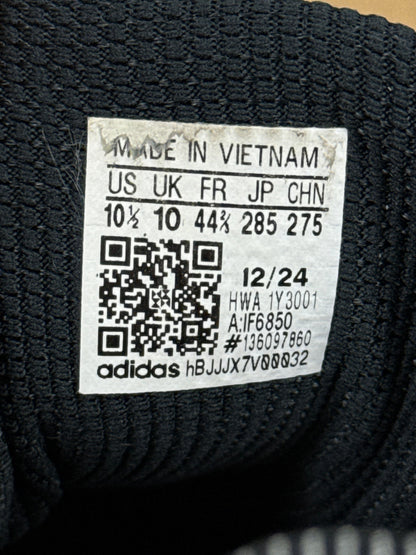 MADE IN VIETNAM
US UK FR JP CHN
10½ 10 44⅔ 285 275
12/24
HWA 1Y3001
A:IF6850
#136097860
adidas hBJJJX7V00032